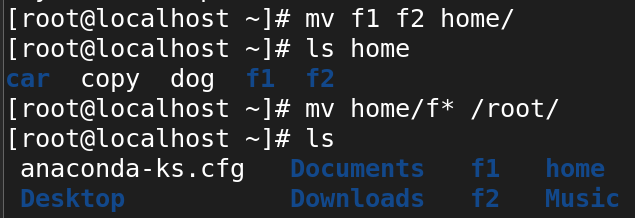 [root@localhost ~]# mv f1 f2 home/
[root@localhost ~]# ls home
car copy dog f1 f2
[root@localhost ~]# mv home/f* /root/
[root@localhost ~]# ls
anaconda-ks.cfg Documents f1 home
Desktop Downloads f2 Music